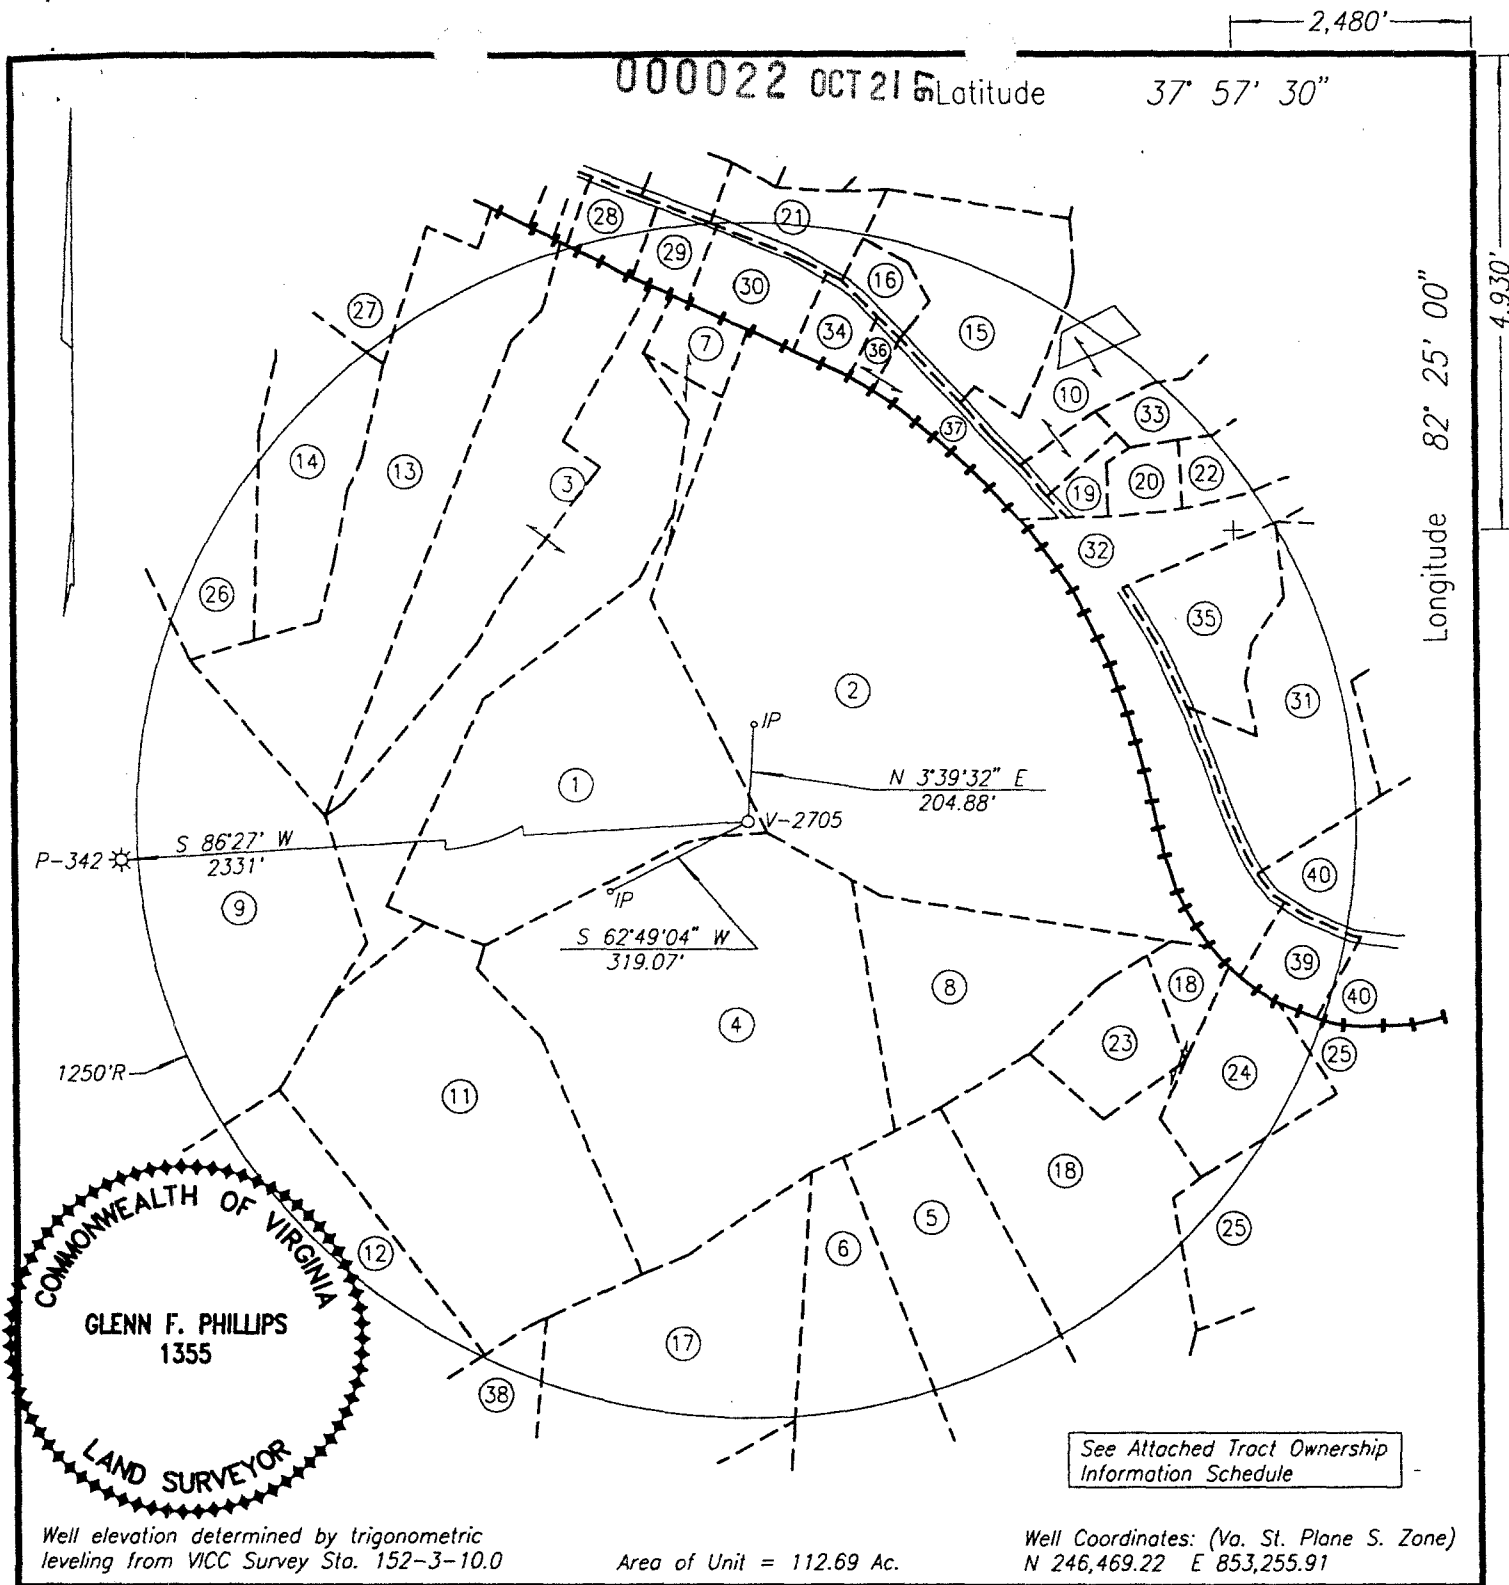 2,480'
000022 OCT 21
Latitude 37° 57' 30"
4,930'
Longitude 82° 25' 00"
28
21
29
16
27
30
34
36
15
7
10
33
37
14
13
3
19
20
22
32
26
35
2
31
IP
1
N 3°39'32" E
204.88'
V-2705
P-342
S 86°27' W
2331'
9
IP
40
S 62°49'04" W
319.07'
39
8
18
40
4
23
25
24
1250'R
11
18
5
25
6
12
17
38
COMMONWEALTH OF VIRGINIA
GLENN F. PHILLIPS
1355
LAND SURVEYOR
See Attached Tract Ownership
Information Schedule
Well elevation determined by trigonometric
leveling from VICC Survey Sta. 152-3-10.0
Area of Unit = 112.69 Ac.
Well Coordinates: (Va. St. Plane S. Zone)
N 246,469.22 E 853,255.91